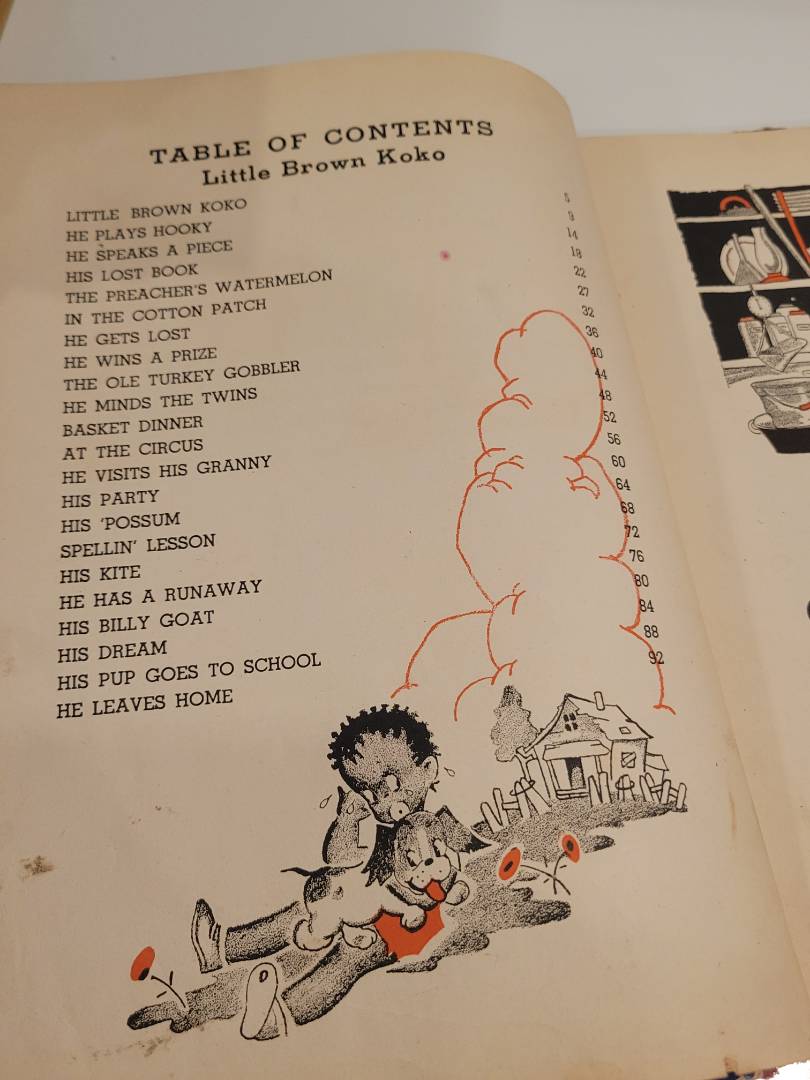 TABLE OF CONTENTS
Little Brown Koko
LITTLE BROWN KOKO 5
HE PLAYS HOOKY 9
HE SPEAKS A PIECE 14
HIS LOST BOOK 18
THE PREACHER'S WATERMELON 22
IN THE COTTON PATCH 27
HE GETS LOST 32
HE WINS A PRIZE 36
THE OLE TURKEY GOBBLER 40
HE MINDS THE TWINS 44
BASKET DINNER 48
AT THE CIRCUS 52
HE VISITS HIS GRANNY 56
HIS PARTY 60
HIS 'POSSUM 64
SPELLIN' LESSON 68
HIS KITE 72
HE HAS A RUNAWAY 76
HIS BILLY GOAT 80
HIS DREAM 84
HIS PUP GOES TO SCHOOL 88
HE LEAVES HOME 92